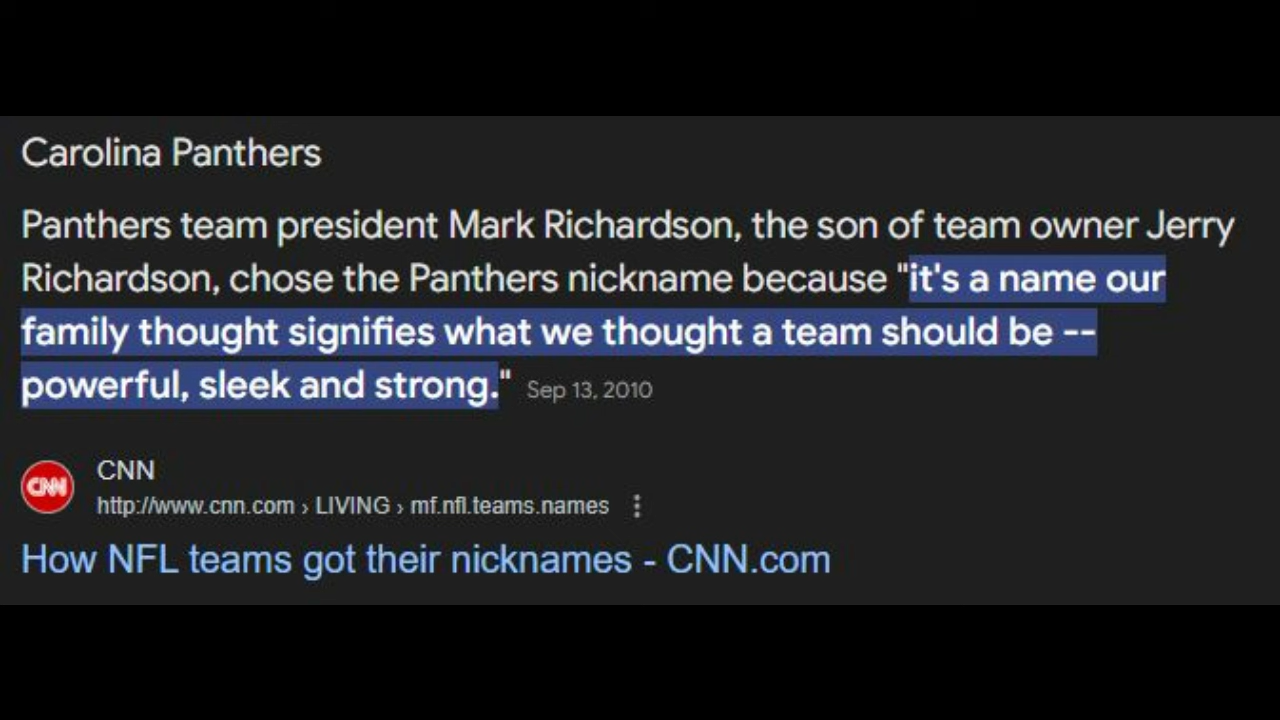 Carolina Panthers
Panthers team president Mark Richardson, the son of team owner Jerry
Richardson, chose the Panthers nickname because "it's a name our
family thought signifies what we thought a team should be --
powerful, sleek and strong." Sep 13, 2010
CNN
CNN
http://www.cnn.com › LIVING › mf.nfl.teams.names
How NFL teams got their nicknames - CNN.com